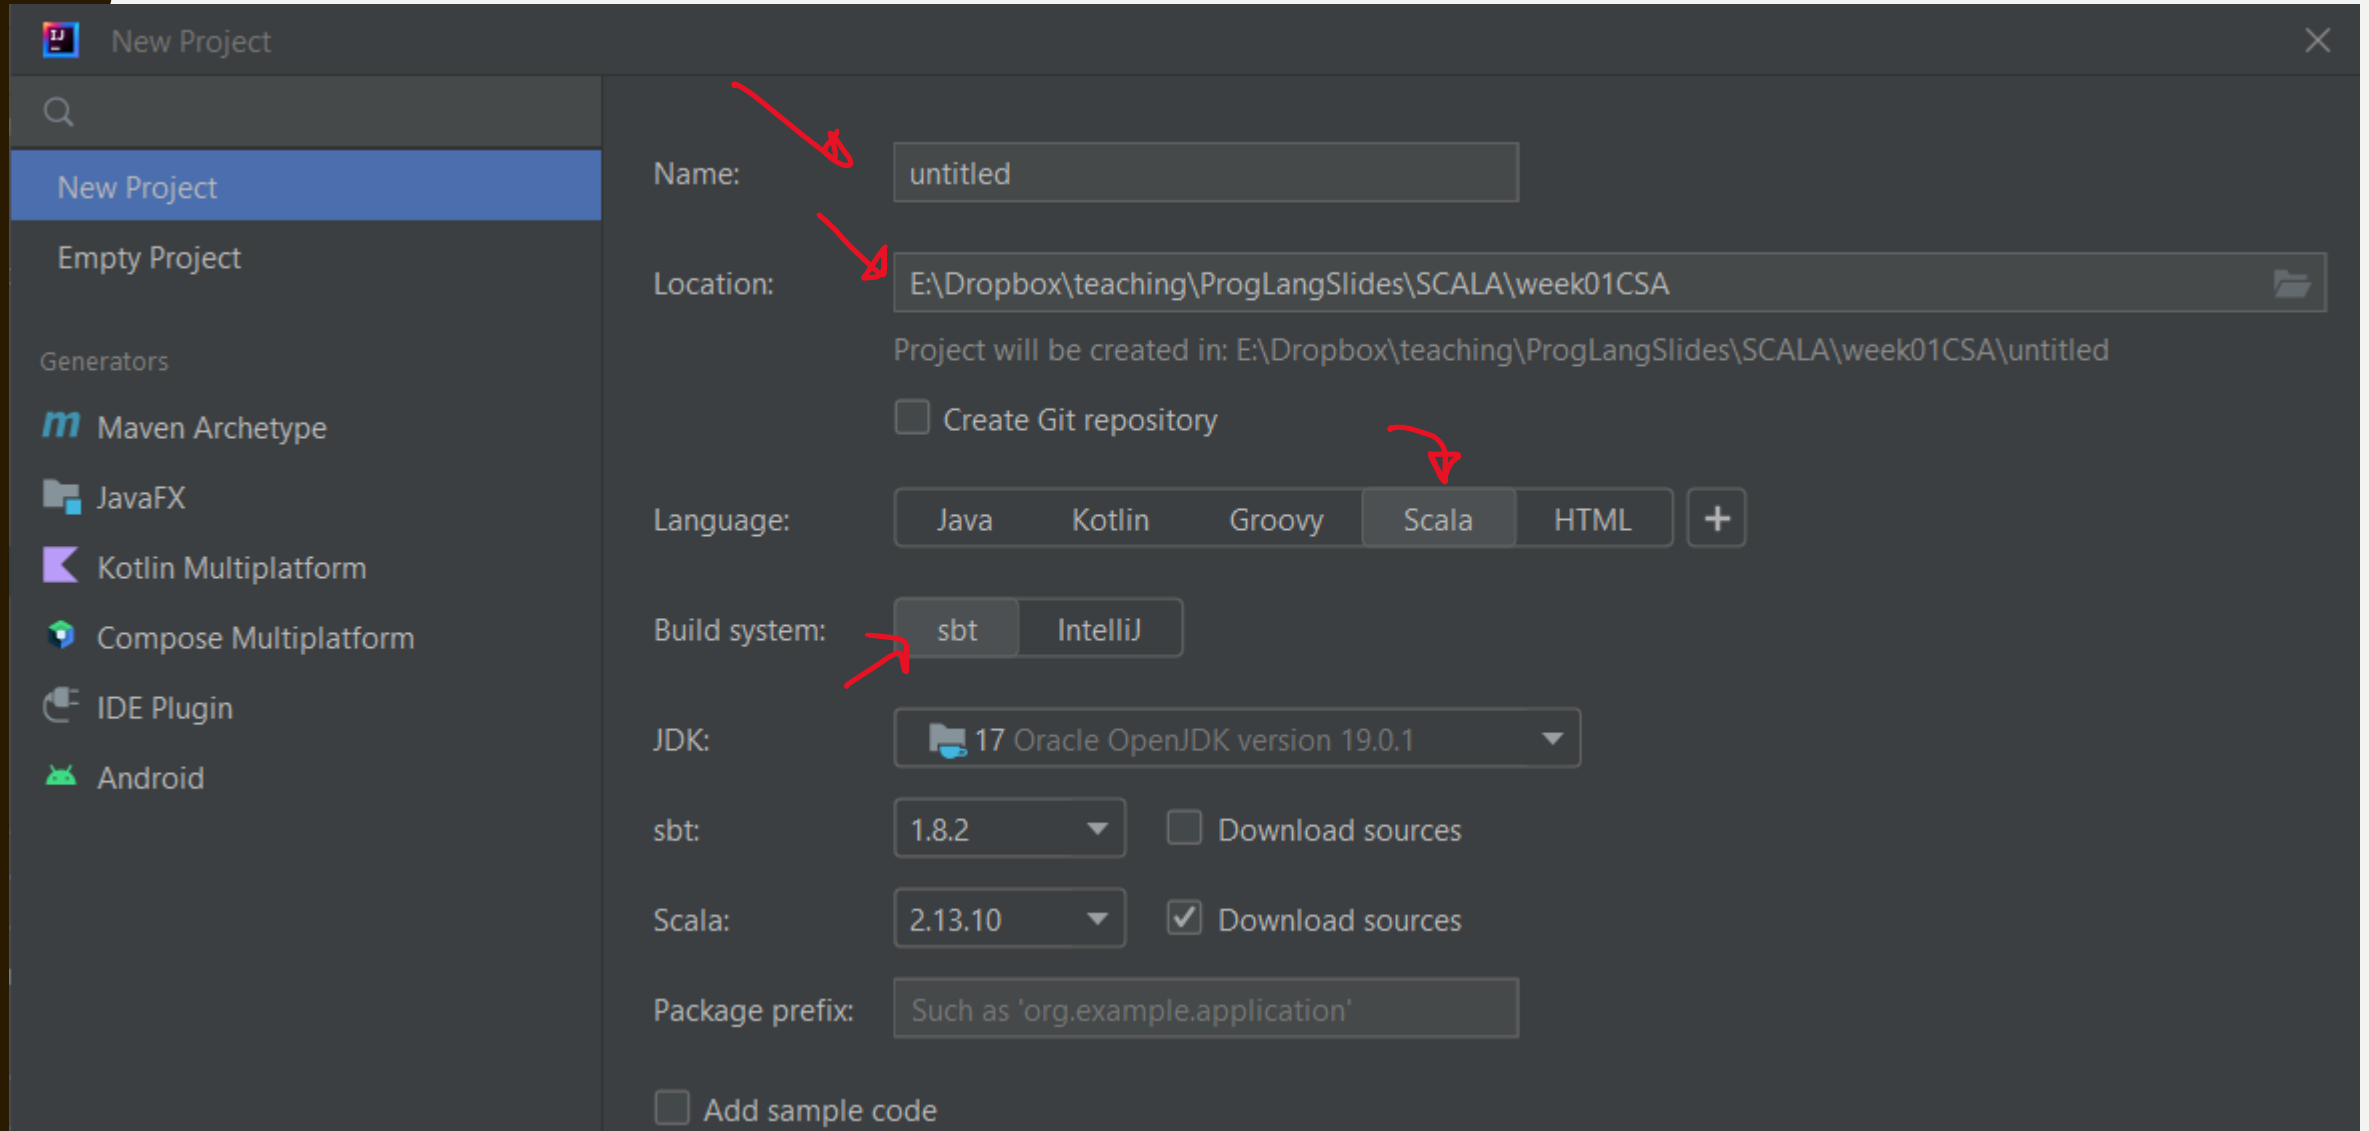 New Project
New Project
Empty Project
Generators
Maven Archetype
JavaFX
Kotlin Multiplatform
Compose Multiplatform
IDE Plugin
Android
Name: untitled
Location: E:\Dropbox\teaching\ProgLangSlides\SCALA\week01CSA
Project will be created in: E:\Dropbox\teaching\ProgLangSlides\SCALA\week01CSA\untitled
Create Git repository
Language: Java Kotlin Groovy Scala HTML +
Build system: sbt IntelliJ
JDK: 17 Oracle OpenJDK version 19.0.1
sbt: 1.8.2 Download sources
Scala: 2.13.10 Download sources
Package prefix: Such as 'org.example.application'
Add sample code